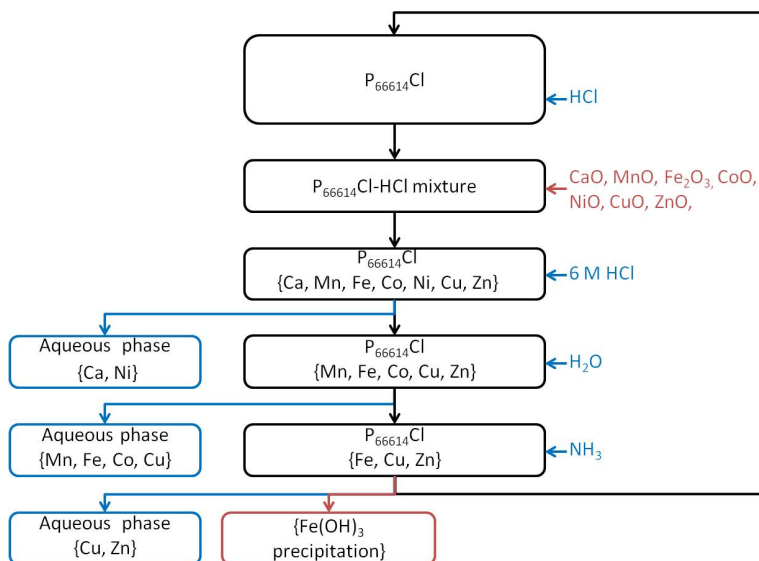 P₆₆₆₁₄Cl
HCl
P₆₆₆₁₄Cl-HCl mixture
CaO, MnO, Fe₂O₃, CoO,
NiO, CuO, ZnO,
P₆₆₆₁₄Cl
{Ca, Mn, Fe, Co, Ni, Cu, Zn}
6 M HCl
Aqueous phase
{Ca, Ni}
P₆₆₆₁₄Cl
{Mn, Fe, Co, Cu, Zn}
H₂O
Aqueous phase
{Mn, Fe, Co, Cu}
P₆₆₆₁₄Cl
{Fe, Cu, Zn}
NH₃
Aqueous phase
{Cu, Zn}
{Fe(OH)₃
precipitation}